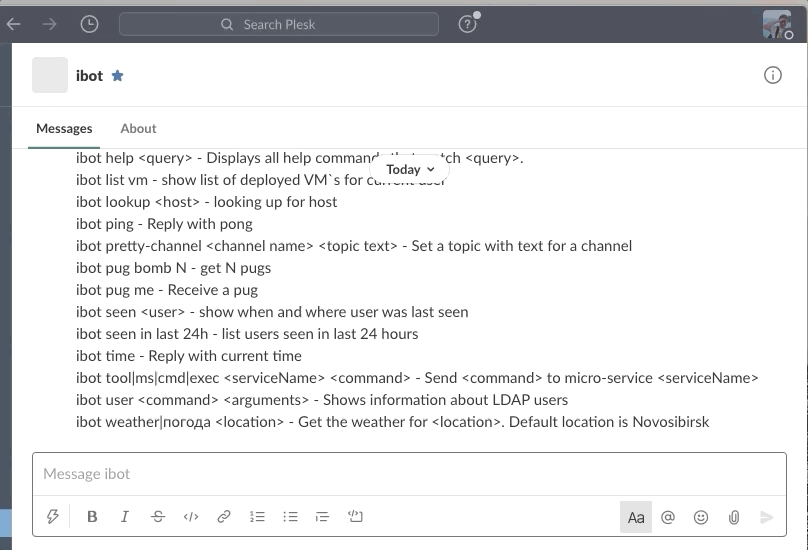 Search Plesk
ibot
Messages About
ibot help <query> - Displays all help commands <query>.
Today
ibot list vm - show list of deployed VM`s for current user
ibot lookup <host> - looking up for host
ibot ping - Reply with pong
ibot pretty-channel <channel name> <topic text> - Set a topic with text for a channel
ibot pug bomb N - get N pugs
ibot pug me - Receive a pug
ibot seen <user> - show when and where user was last seen
ibot seen in last 24h - list users seen in last 24 hours
ibot time - Reply with current time
ibot tool|ms|cmd|exec <serviceName> <command> - Send <command> to micro-service <serviceName>
ibot user <command> <arguments> - Shows information about LDAP users
ibot weather|погода <location> - Get the weather for <location>. Default location is Novosibirsk
Message ibot
B I S Aa @